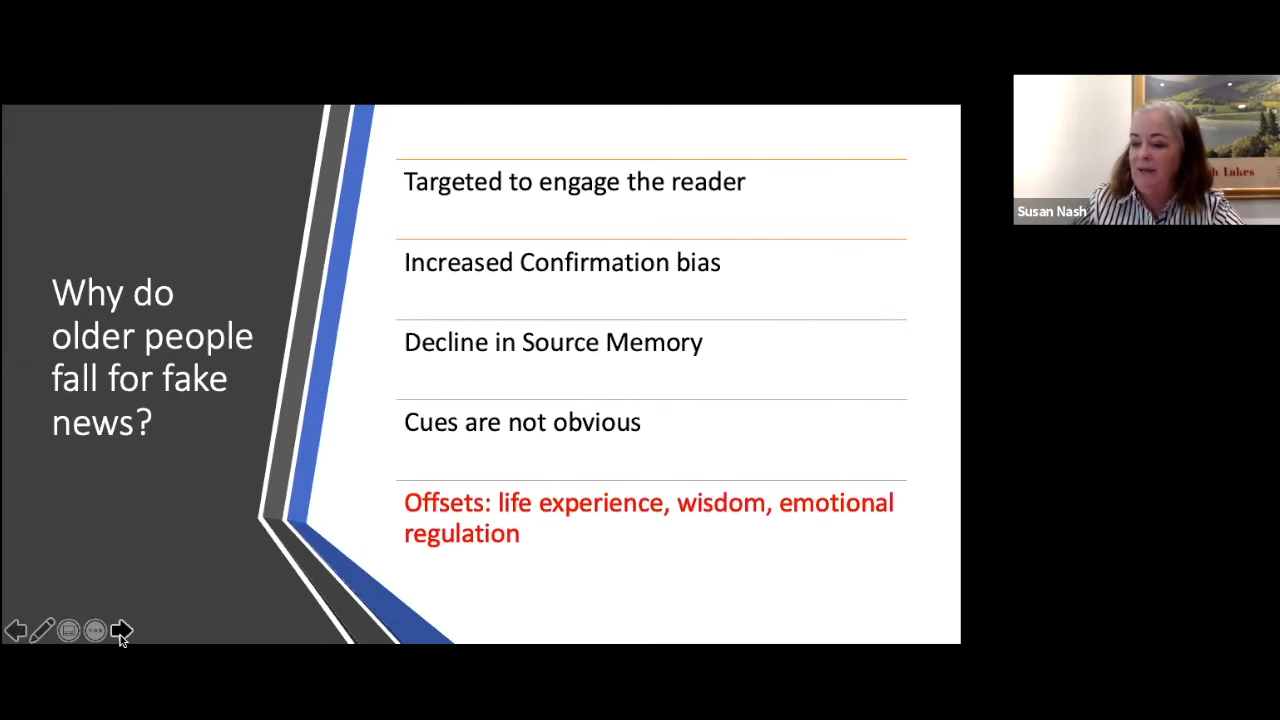 Why do
older people
fall for fake
news?
Targeted to engage the reader
Increased Confirmation bias
Decline in Source Memory
Cues are not obvious
Offsets: life experience, wisdom, emotional
regulation
Lakes
Susan Nash